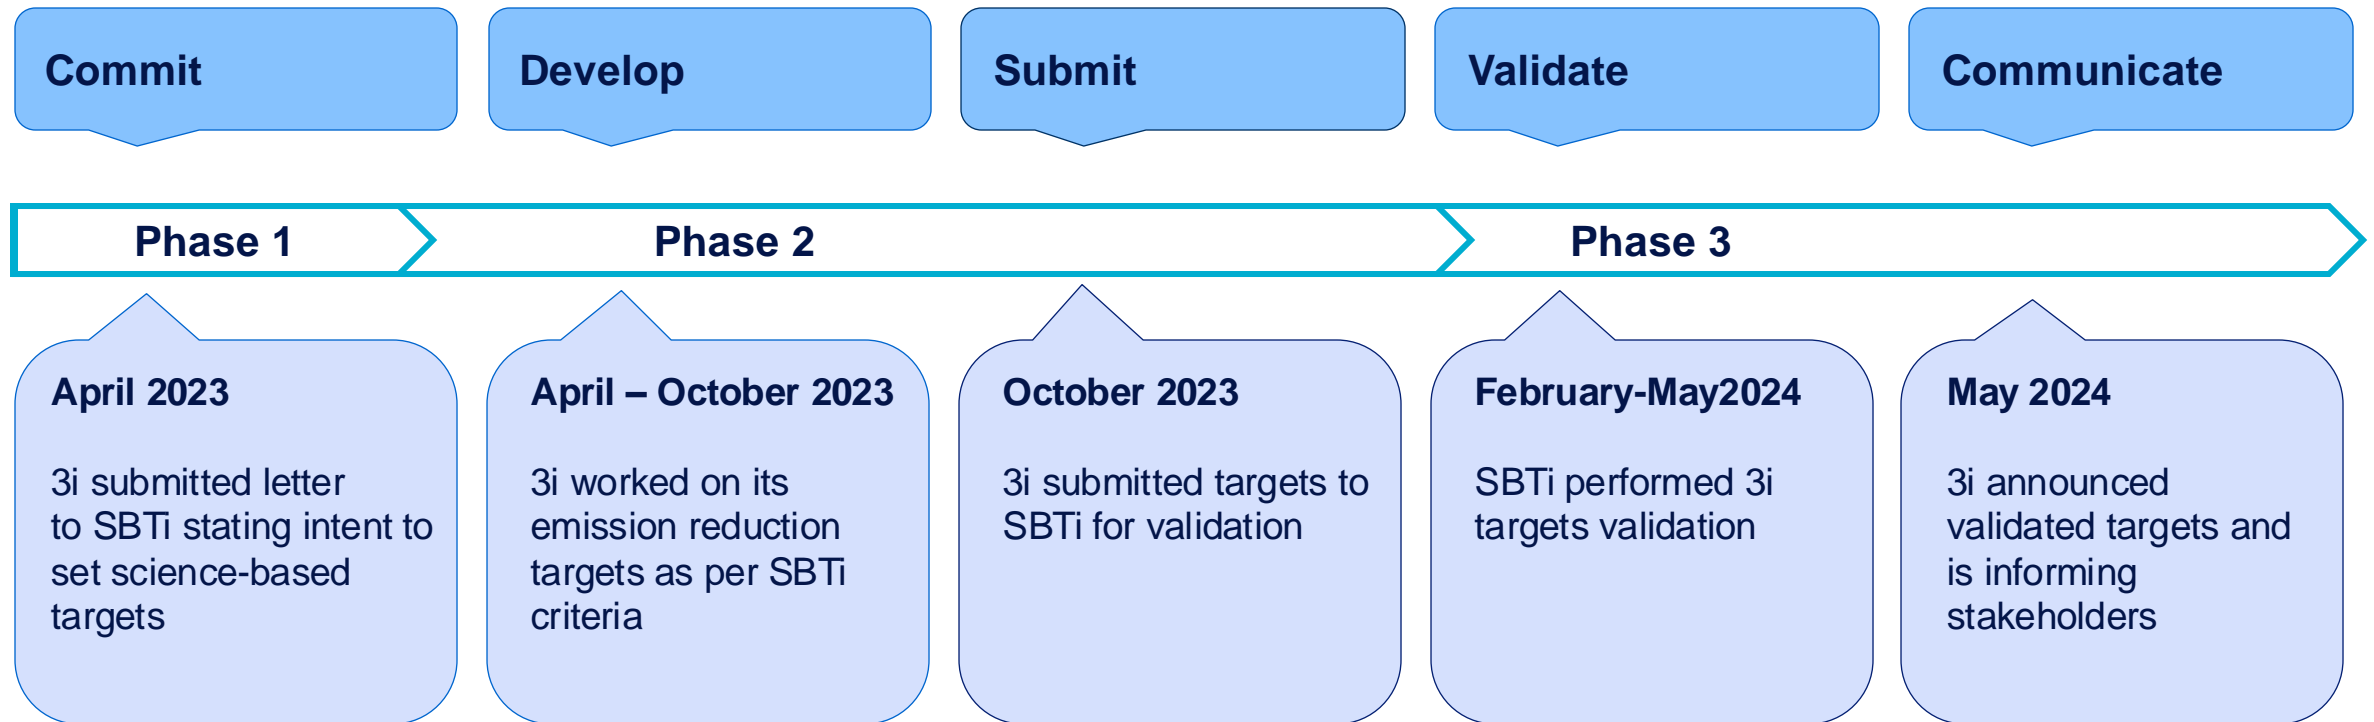 Commit
Develop
Submit
Validate
Communicate
Phase 1
Phase 2
Phase 3
April 2023
3i submitted letter
to SBTi stating intent to
set science-based
targets
April – October 2023
3i worked on its
emission reduction
targets as per SBTi
criteria
October 2023
3i submitted targets to
SBTi for validation
February-May2024
SBTi performed 3i
targets validation
May 2024
3i announced
validated targets and
is informing
stakeholders